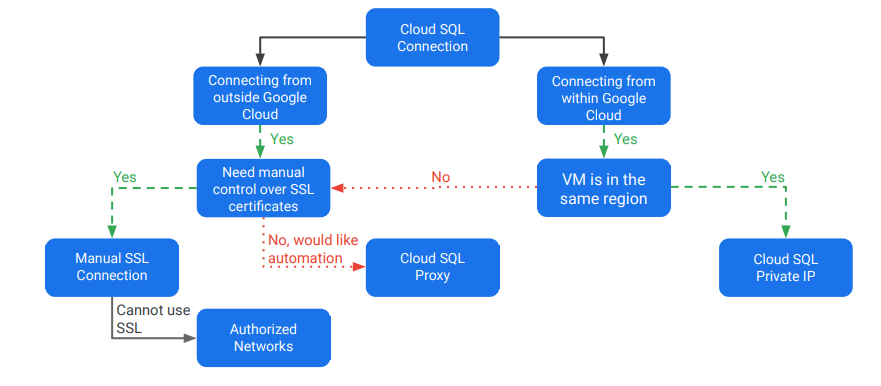 Cloud SQL
Connection
Connecting from
outside Google
Cloud
Connecting from
within Google
Cloud
Yes
Yes
Need manual
control over SSL
certificates
No
VM is in the
same region
Yes
Yes
No, would like
automation
Manual SSL
Connection
Cloud SQL
Proxy
Cloud SQL
Private IP
Cannot use
SSL
Authorized
Networks